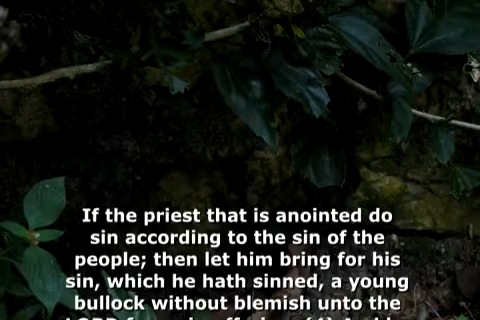 If the priest that is anointed do
sin according to the sin of the
people; then let him bring for his
sin, which he hath sinned, a young
bullock without blemish unto the